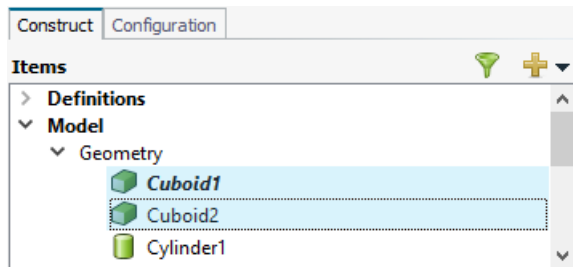 Construct Configuration
Items
Definitions
Model
Geometry
Cuboid1
Cuboid2
Cylinder1